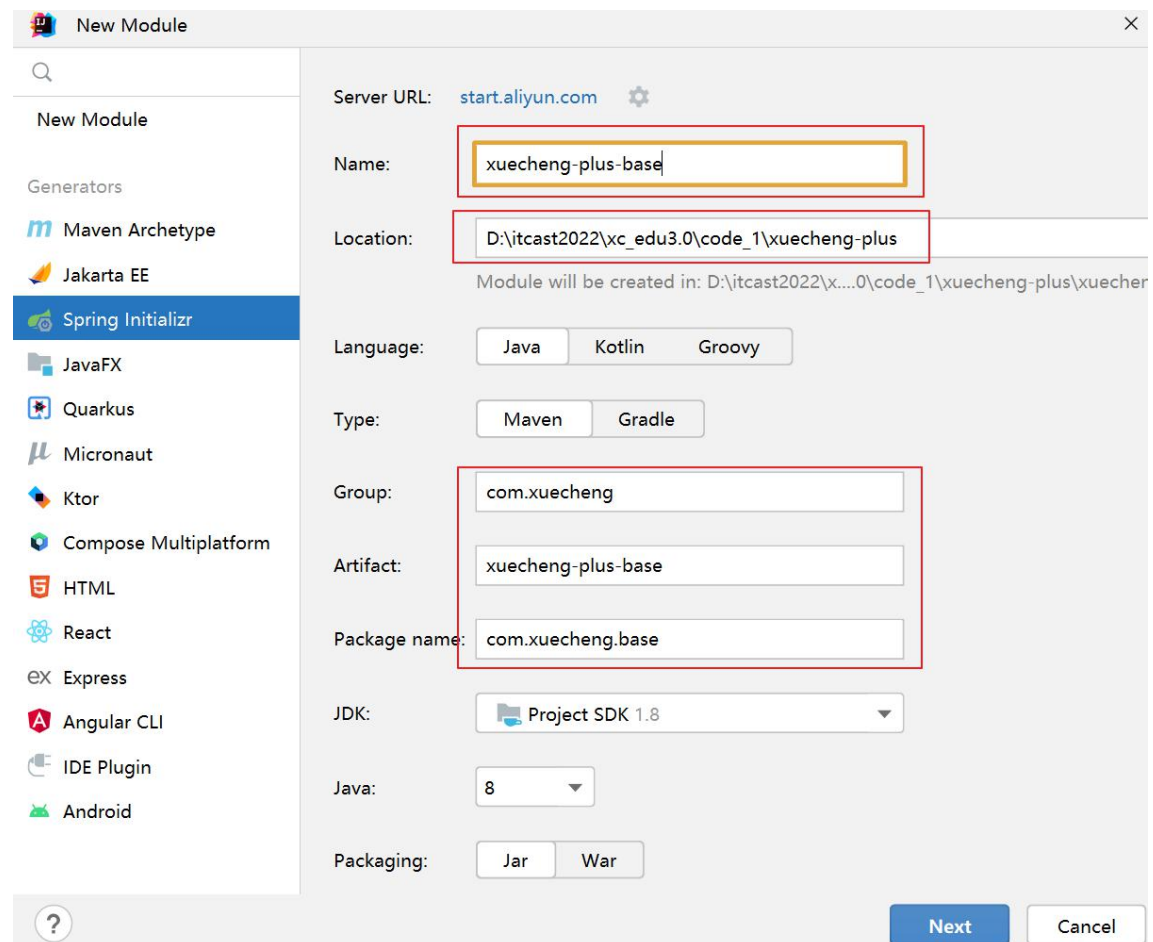 New Module
New Module
Generators
Maven Archetype
Jakarta EE
Spring Initializr
JavaFX
Quarkus
Micronaut
Ktor
Compose Multiplatform
HTML
React
ex Express
Angular CLI
IDE Plugin
Android
Server URL: start.aliyun.com
Name: xuecheng-plus-base
Location: D:\itcast2022\xc_edu3.0\code_1\xuecheng-plus
Module will be created in: D:\itcast2022\x....0\code_1\xuecheng-plus\xuecher
Language: Java Kotlin Groovy
Type: Maven Gradle
Group: com.xuecheng
Artifact: xuecheng-plus-base
Package name: com.xuecheng.base
JDK: Project SDK 1.8
Java: 8
Packaging: Jar War
? Next Cancel